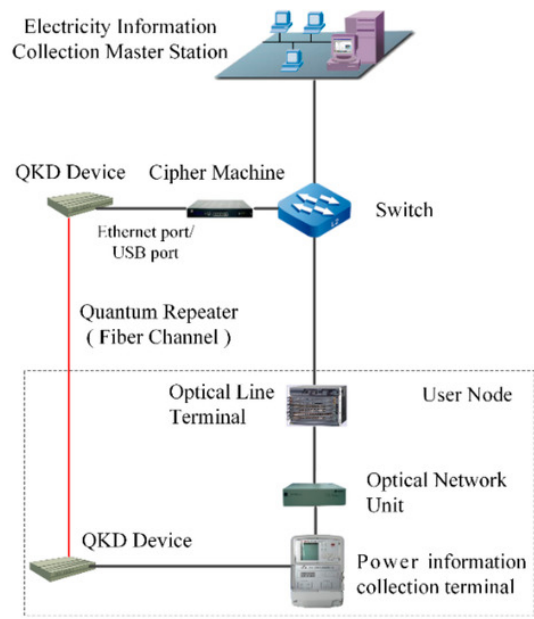 Electricity Information
Collection Master Station
QKD Device
Cipher Machine
Switch
Ethernet port/
USB port
Quantum Repeater
( Fiber Channel )
Optical Line
Terminal
User Node
Optical Network
Unit
QKD Device
Power information
collection terminal